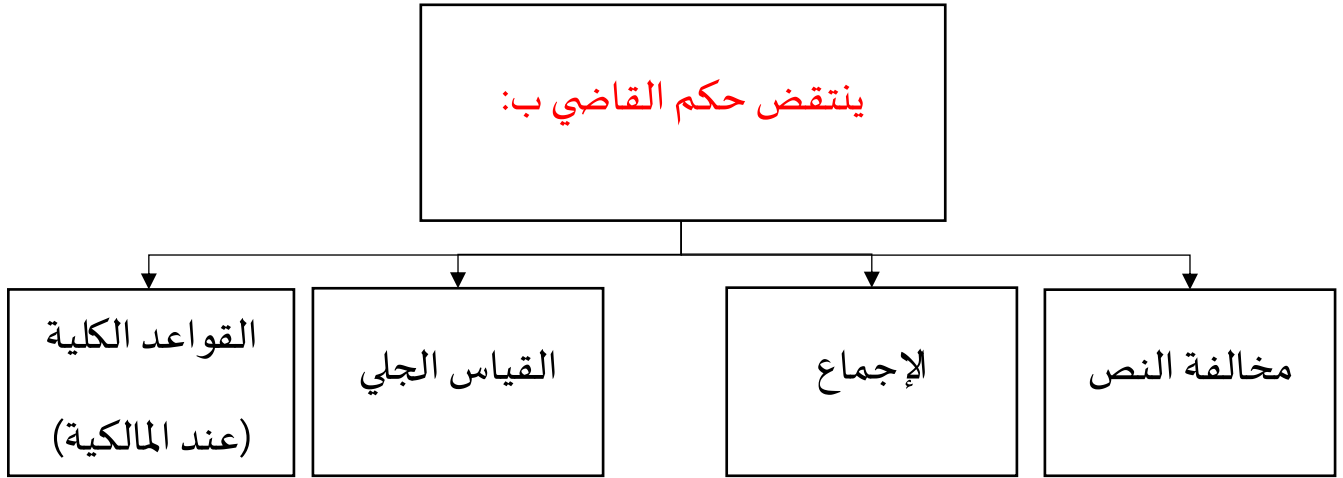 ينتقض حكم القاضي ب:
مخالفة النص
الإجماع
القياس الجلي
القواعد الكلية
(عند المالكية)